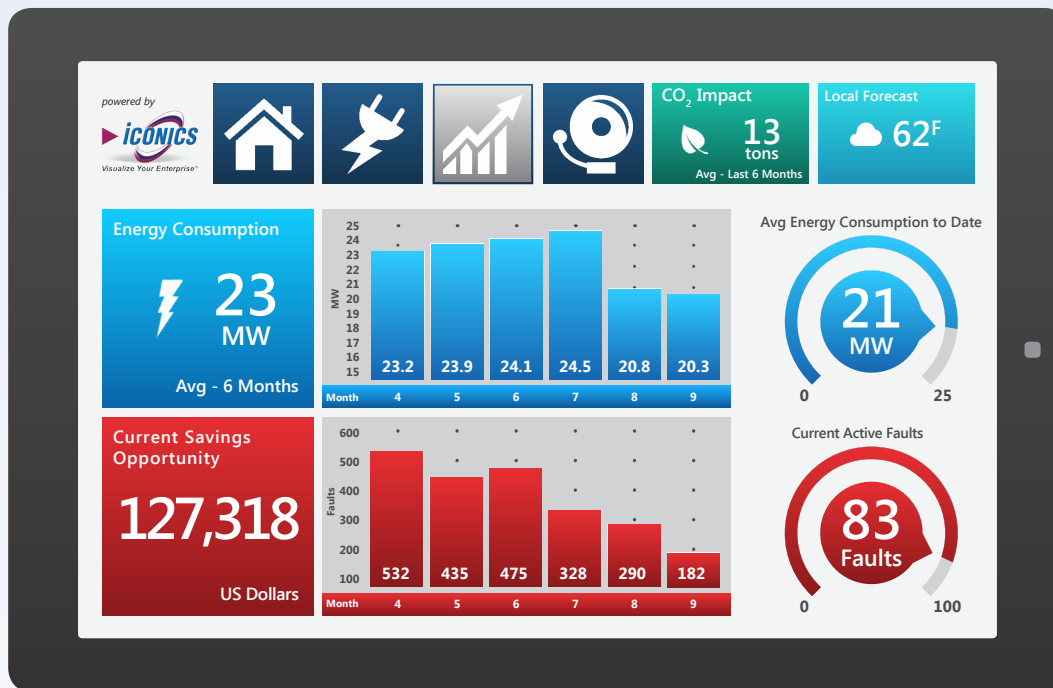 powered by
ICONICS
Visualize Your Enterprise™
CO2 Impact
13
tons
Avg - Last 6 Months
Local Forecast
62F
Energy Consumption
23
MW
Avg - 6 Months
MW
25
24
23
22
21
20
19
18
17
16
15
23.2 23.9 24.1 24.5 20.8 20.3
Month 4 5 6 7 8 9
Avg Energy Consumption to Date
21
MW
0 25
Current Savings
Opportunity
127,318
US Dollars
Faults
600
500
400
300
200
100
532 435 475 328 290 182
Month 4 5 6 7 8 9
Current Active Faults
83
Faults
0 100